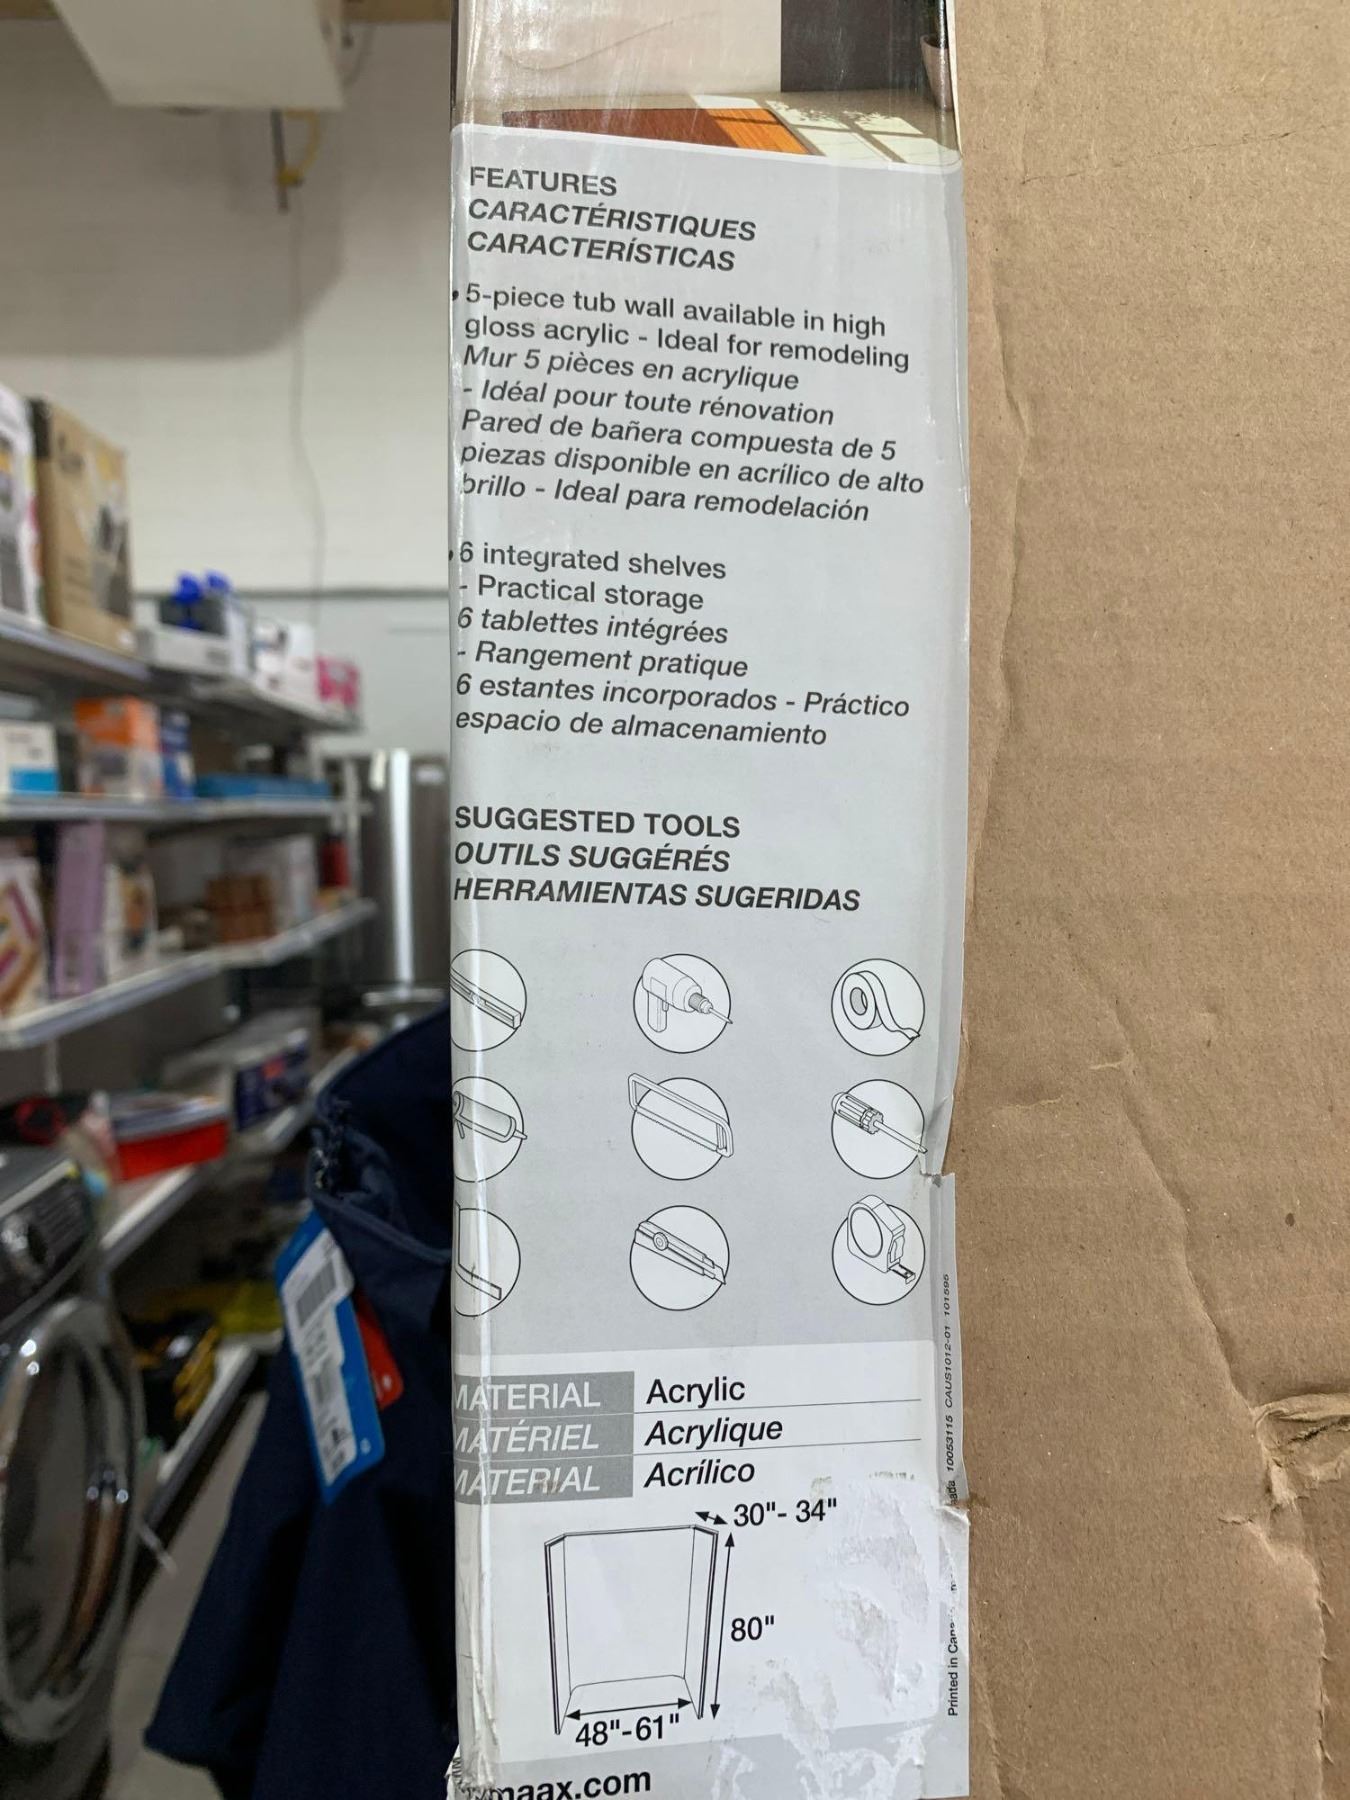 FEATURES
CARACTÉRISTIQUES
CARACTERÍSTICAS
• 5-piece tub wall available in high
gloss acrylic - Ideal for remodeling
Mur 5 pièces en acrylique
- Idéal pour toute rénovation
Pared de bañera compuesta de 5
piezas disponible en acrílico de alto
brillo - Ideal para remodelación
• 6 integrated shelves
- Practical storage
6 tablettes intégrées
- Rangement pratique
6 estantes incorporados - Práctico
espacio de almacenamiento
SUGGESTED TOOLS
OUTILS SUGGÉRÉS
HERRAMIENTAS SUGERIDAS
MATERIAL Acrylic
MATÉRIEL Acrylique
MATERIAL Acrílico
30"- 34"
80"
48"-61"
maax.com
Printed in
10053115 CAUS1012-01 101595